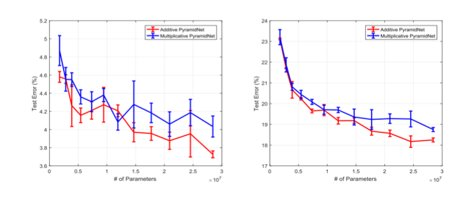 5.2
5
4.8
4.6
4.4
4.2
4
3.8
3.6
Test Error (%)
Additive PyramidNet
Multiplicative PyramidNet
0 0.5 1 1.5 2 2.5 3
×10⁷
# of Parameters
24
23
22
21
20
19
18
17
Test Error (%)
Additive PyramidNet
Multiplicative PyramidNet
0 0.5 1 1.5 2 2.5 3
×10⁷
# of Parameters